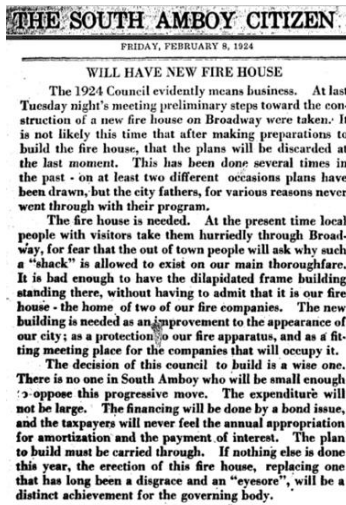 THE SOUTH AMBOY CITIZEN
FRIDAY, FEBRUARY 8, 1924
WILL HAVE NEW FIRE HOUSE
The 1924 Council evidently means business. At last
Tuesday night's meeting preliminary steps toward the con-
struction of a new fire house on Broadway were taken. It
is not likely this time that after making preparations to
build the fire house, that the plans will be discarded at
the last moment. This has been done several times in
the past - on at least two different occasions plans have
been drawn, but the city fathers, for various reasons never
went through with their program.
The fire house is needed. At the present time local
people with visitors take them hurriedly through Broad-
way, for fear that the out of town people will ask why such
a "shack" is allowed to exist on our main thoroughfare.
It is bad enough to have the dilapidated frame building
standing there, without having to admit that it is our fire
house - the home of two of our fire companies. The new
building is needed as an improvement to the appearance of
our city; as a protection to our fire apparatus, and as a fit-
ting meeting place for the companies that will occupy it.
The decision of this council to build is a wise one.
There is no one in South Amboy who will be small enough
to oppose this progressive move. The expenditure will
not be large. The financing will be done by a bond issue,
and the taxpayers will never feel the annual appropriation
for amortization and the payment of interest. The plan
to build must be carried through. If nothing else is done
this year, the erection of this fire house, replacing one
that has long been a disgrace and an "eyesore", will be a
distinct achievement for the governing body.